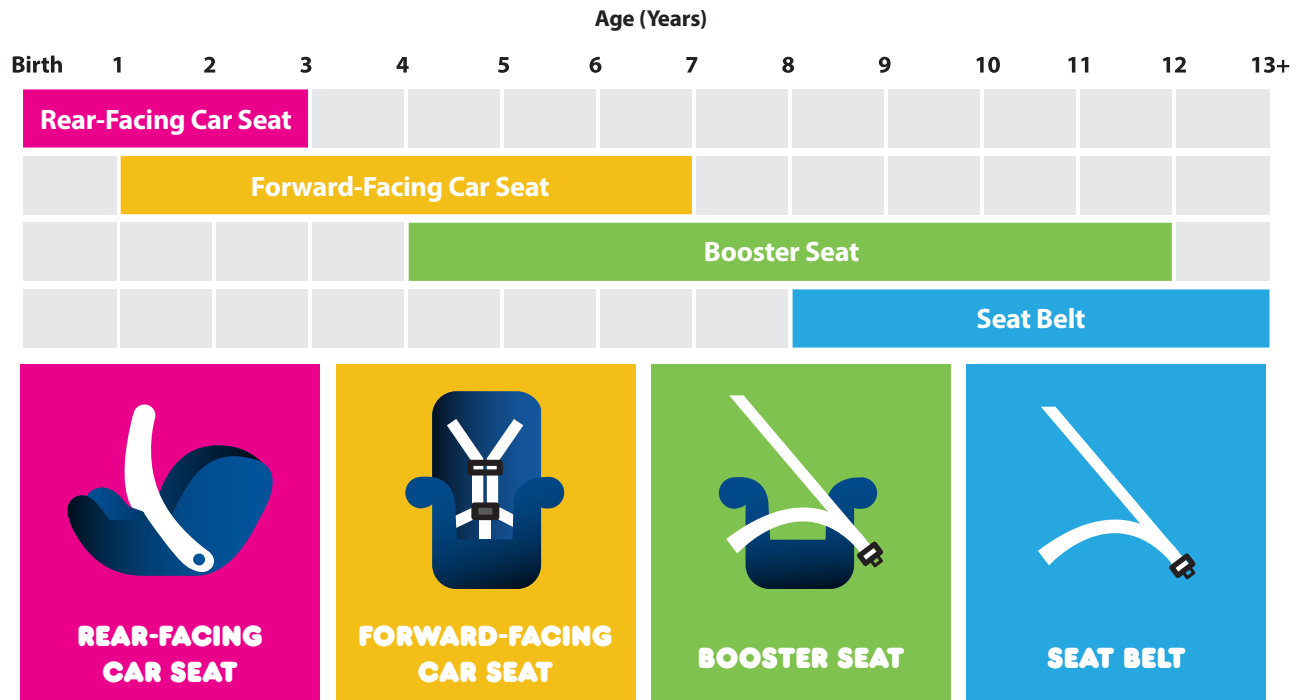 Age (Years)
Birth 1 2 3 4 5 6 7 8 9 10 11 12 13+
Rear-Facing Car Seat
Forward-Facing Car Seat
Booster Seat
Seat Belt
REAR-FACING
CAR SEAT
FORWARD-FACING
CAR SEAT
BOOSTER SEAT
SEAT BELT